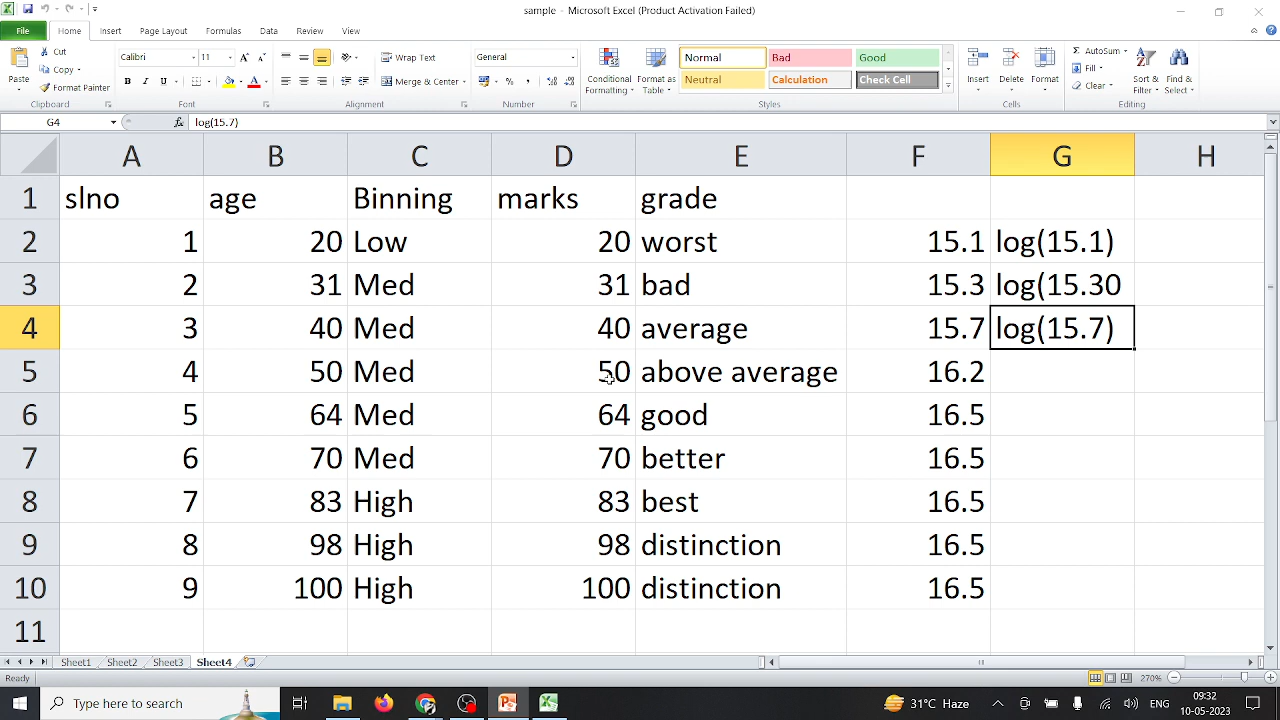 sample - Microsoft Excel (Product Activation Failed)
File Home Insert Page Layout Formulas Data Review View
Cut
Copy
Format Painter
Paste
Clipboard
Calibri 11
B I U A
Font
Wrap Text
Merge & Center
Alignment
General
% ,
Number
Conditional Formatting
Format as Table
Normal Bad Good
Neutral Calculation Check Cell
Styles
Insert Delete Format
Cells
Σ AutoSum
Fill
Clear
Sort & Filter
Find & Select
Editing
G4 fx log(15.7)
A B C D E F G H
1 slno age Binning marks grade
2 1 20 Low 20 worst 15.1 log(15.1)
3 2 31 Med 31 bad 15.3 log(15.30
4 3 40 Med 40 average 15.7 log(15.7)
5 4 50 Med 50 above average 16.2
6 5 64 Med 64 good 16.5
7 6 70 Med 70 better 16.5
8 7 83 High 83 best 16.5
9 8 98 High 98 distinction 16.5
10 9 100 High 100 distinction 16.5
11
Sheet1 Sheet2 Sheet3 Sheet4
Ready 270%
Type here to search
31°C Haze
09:32
10-05-2023